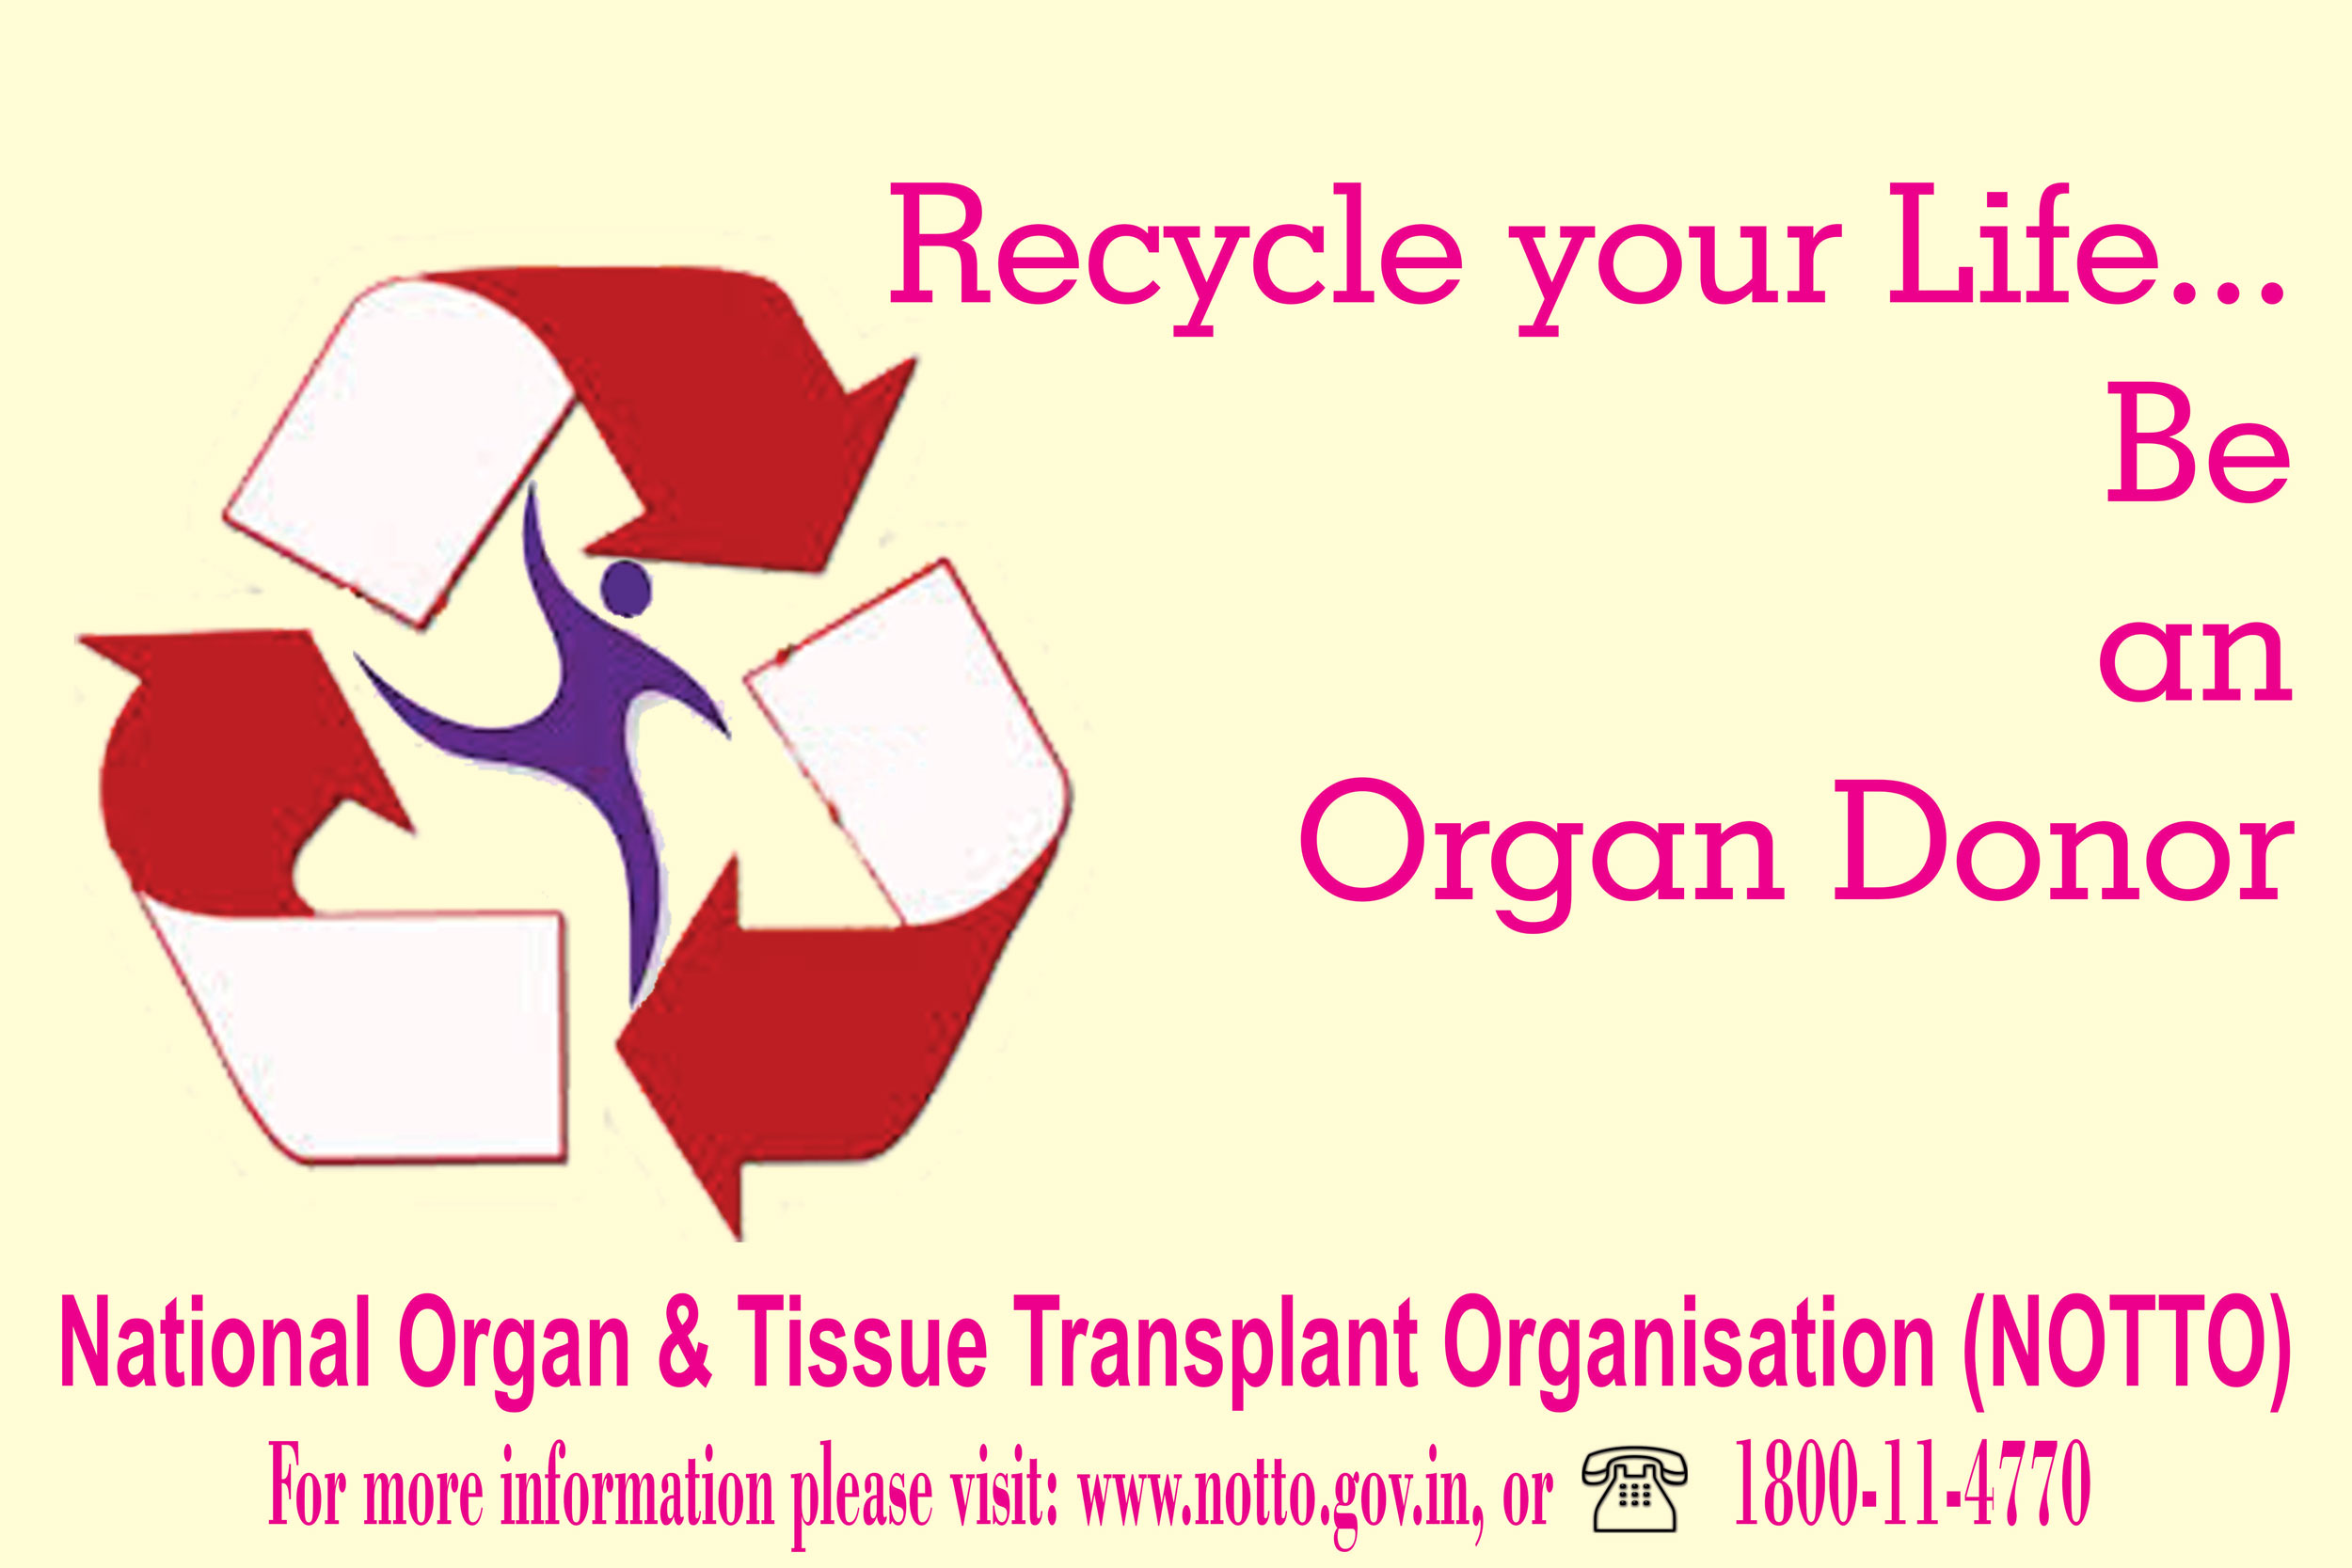 Recycle your Life...
Be
an
Organ Donor
National Organ & Tissue Transplant Organisation (NOTTO)
For more information please visit: www.notto.gov.in, or 1800-11-4770